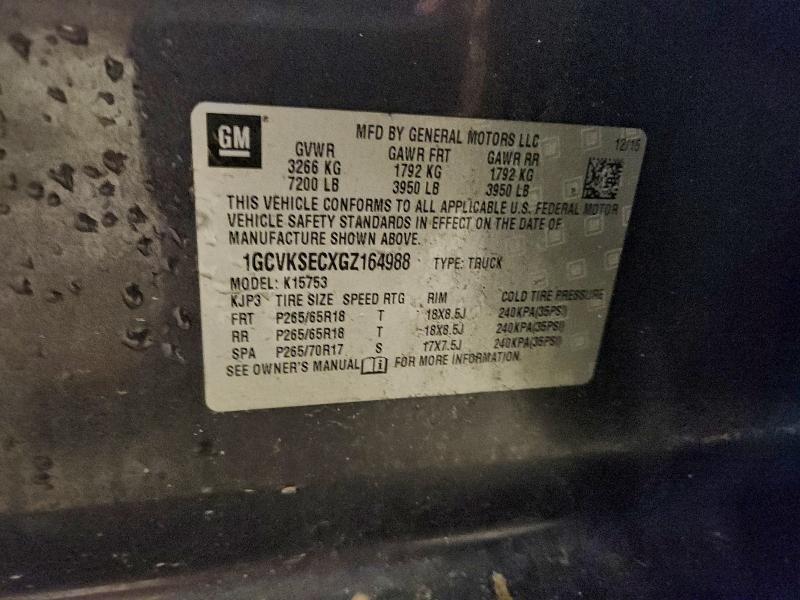 GM
MFD BY GENERAL MOTORS LLC
12/15
GVWR GAWR FRT GAWR RR
3266 KG 1792 KG 1792 KG
7200 LB 3950 LB 3950 LB
THIS VEHICLE CONFORMS TO ALL APPLICABLE U.S. FEDERAL MOTOR
VEHICLE SAFETY STANDARDS IN EFFECT ON THE DATE OF
MANUFACTURE SHOWN ABOVE.
1GCVKSECXGZ164988 TYPE: TRUCK
MODEL: K15753
KJP3 TIRE SIZE SPEED RTG RIM COLD TIRE PRESSURE
FRT P265/65R18 T 18X8.5J 240KPA(35PSI)
RR P265/65R18 T 18X8.5J 240KPA(35PSI)
SPA P265/70R17 S 17X7.5J 240KPA(35PSI)
SEE OWNER'S MANUAL i FOR MORE INFORMATION.